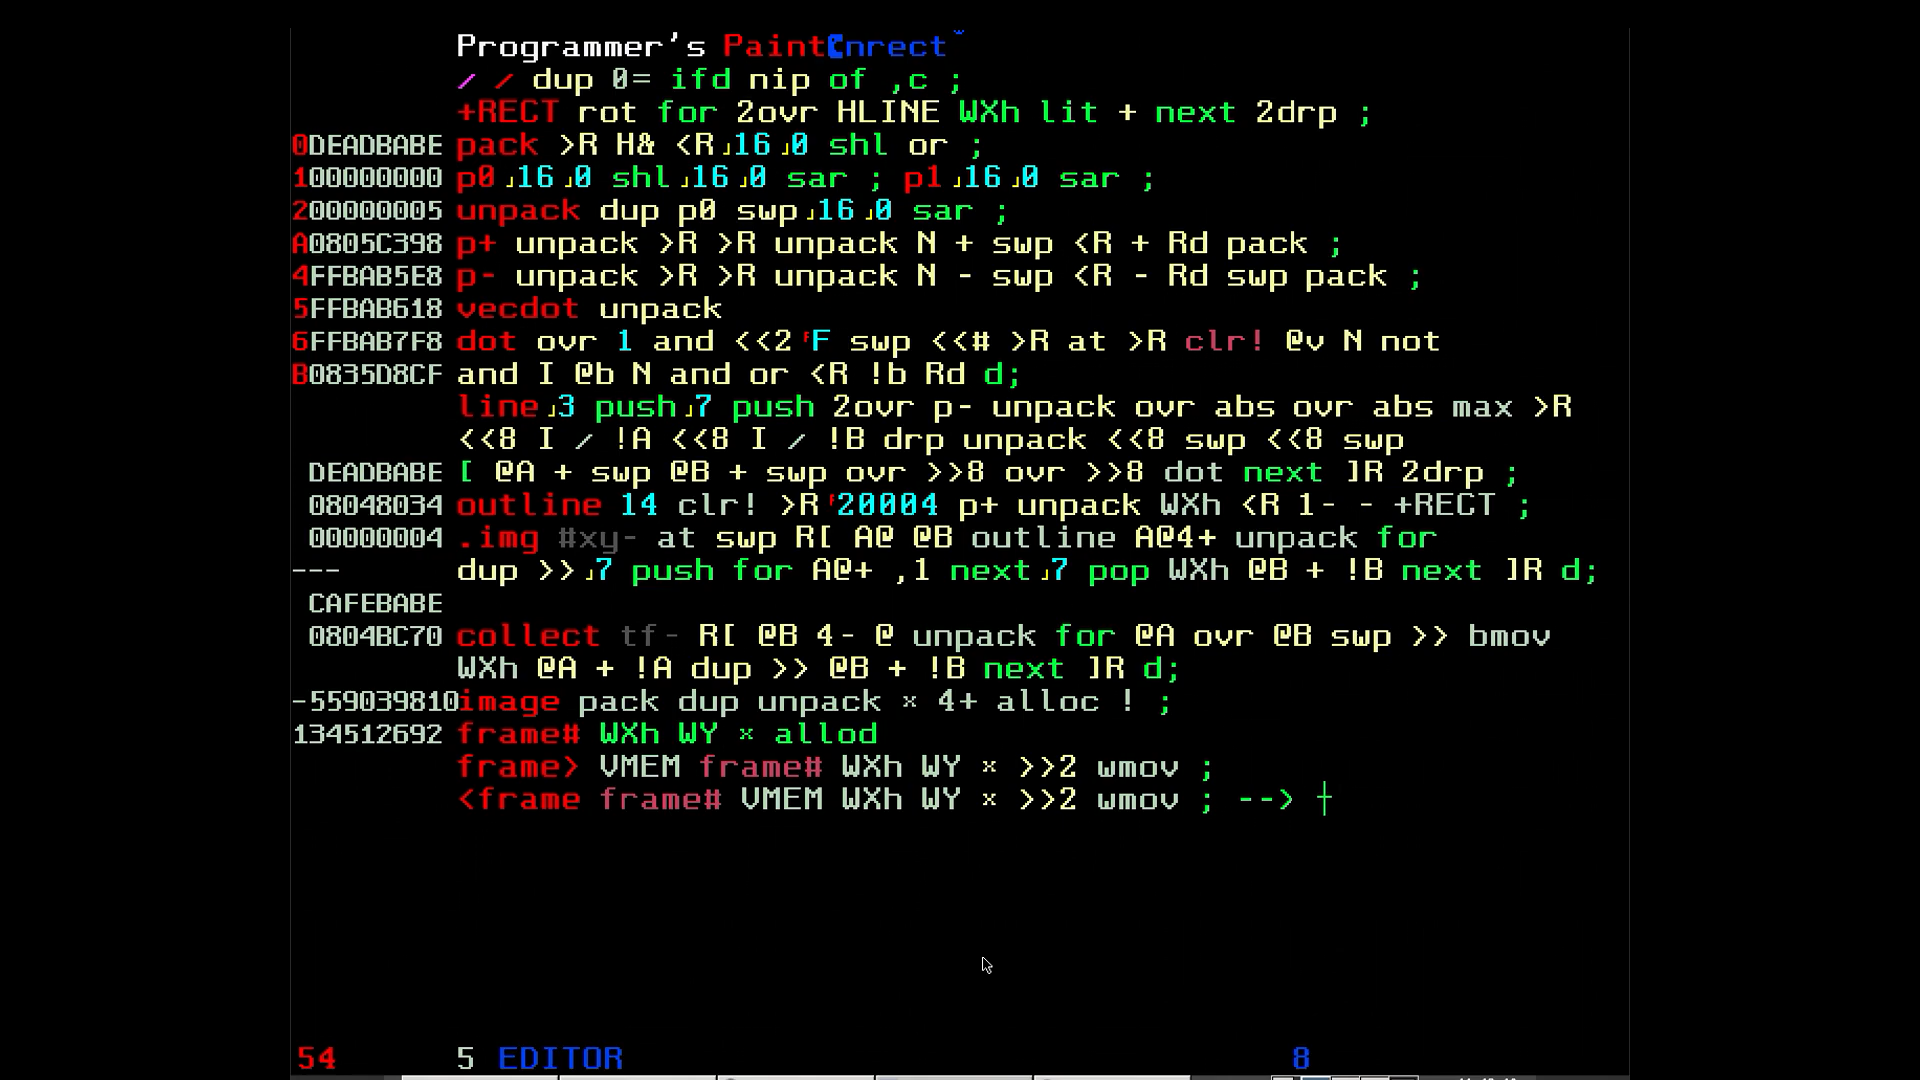 Programmer's Paint nrect
/ / dup 0= ifd nip of ,c ;
+RECT rot for 2ovr HLINE WXh lit + next 2drp ;
0DEADBABE pack >R H& <R 16 0 shl or ;
100000000 p0 16 0 shl 16 0 sar ; p1 16 0 sar ;
200000005 unpack dup p0 swp 16 0 sar ;
A0805C398 p+ unpack >R >R unpack N + swp <R + Rd pack ;
4FFBAB5E8 p- unpack >R >R unpack N - swp <R - Rd swp pack ;
5FFBAB618 vecdot unpack
6FFBAB7F8 dot ovr 1 and <<2 F swp <<# >R at >R clr! @v N not
B0835D8CF and I @b N and or <R !b Rd d;
line 3 push 7 push 2ovr p- unpack ovr abs ovr abs max >R
<<8 I / !A <<8 I / !B drp unpack <<8 swp <<8 swp
DEADBABE [ @A + swp @B + swp ovr >>8 ovr >>8 dot next ]R 2drp ;
08048034 outline 14 clr! >R 20004 p+ unpack WXh <R 1- - +RECT ;
00000004 .img #xy- at swp R[ A@ @B outline A@4+ unpack for
--- dup >> 7 push for A@+ ,1 next 7 pop WXh @B + !B next ]R d;
CAFEBABE
0804BC70 collect tf- R[ @B 4- @ unpack for @A ovr @B swp >> bmov
WXh @A + !A dup >> @B + !B next ]R d;
-559039810 image pack dup unpack × 4+ alloc ! ;
134512692 frame# WXh WY × allod
frame> VMEM frame# WXh WY × >>2 wmov ;
<frame frame# VMEM WXh WY × >>2 wmov ; -->
54 5 EDITOR 8